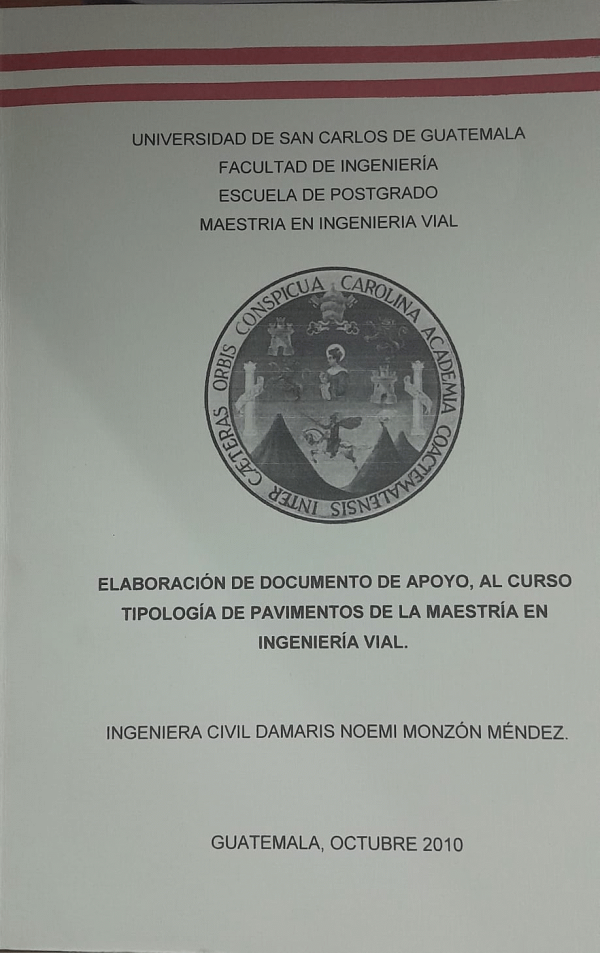 UNIVERSIDAD DE SAN CARLOS DE GUATEMALA
FACULTAD DE INGENIERÍA
ESCUELA DE POSTGRADO
MAESTRIA EN INGENIERIA VIAL
CÆTERAS ORBIS CONSPICUA CAROLINA ACADEMIA COACTEMALENSIS INTER
ELABORACIÓN DE DOCUMENTO DE APOYO, AL CURSO
TIPOLOGÍA DE PAVIMENTOS DE LA MAESTRÍA EN
INGENIERÍA VIAL.
INGENIERA CIVIL DAMARIS NOEMI MONZÓN MÉNDEZ.
GUATEMALA, OCTUBRE 2010